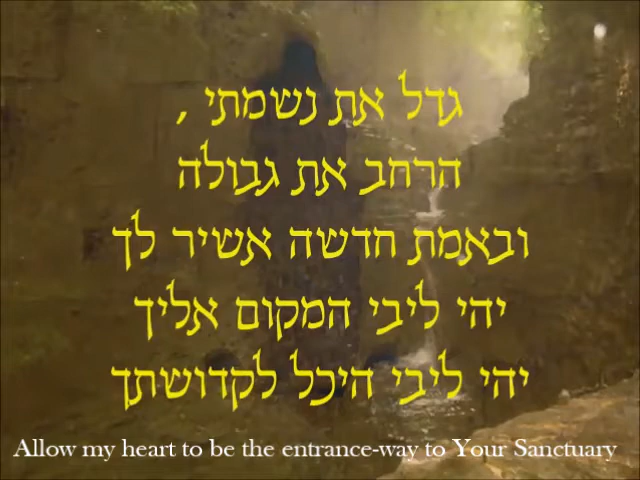 גדל את נשמתי ,
הרחב את גבולה
ובאמת חדשה אשיר לך
יהי ליבי המקום אליך
יהי ליבי היכל לקדושתך
Allow my heart to be the entrance-way to Your Sanctuary